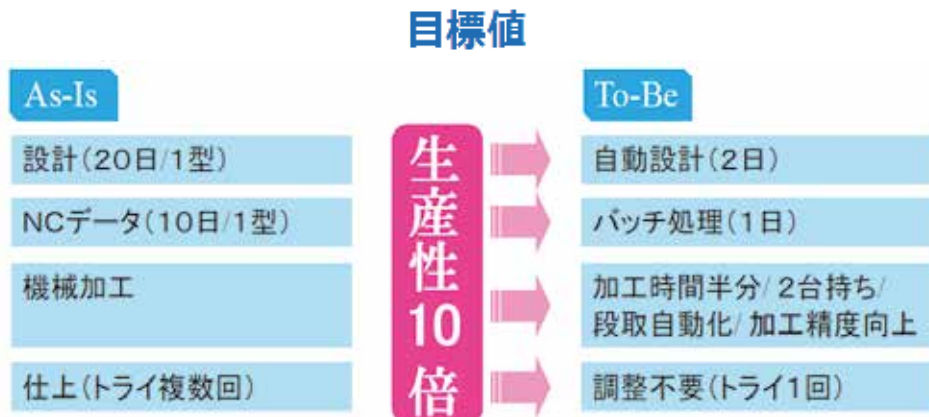 目標値
As-Is
To-Be
設計(20日/1型)
自動設計(2日)
NCデータ(10日/1型)
バッチ処理(1日)
機械加工
加工時間半分/2台持ち/
段取自動化/加工精度向上
仕上(トライ複数回)
調整不要(トライ1回)
生産性10倍